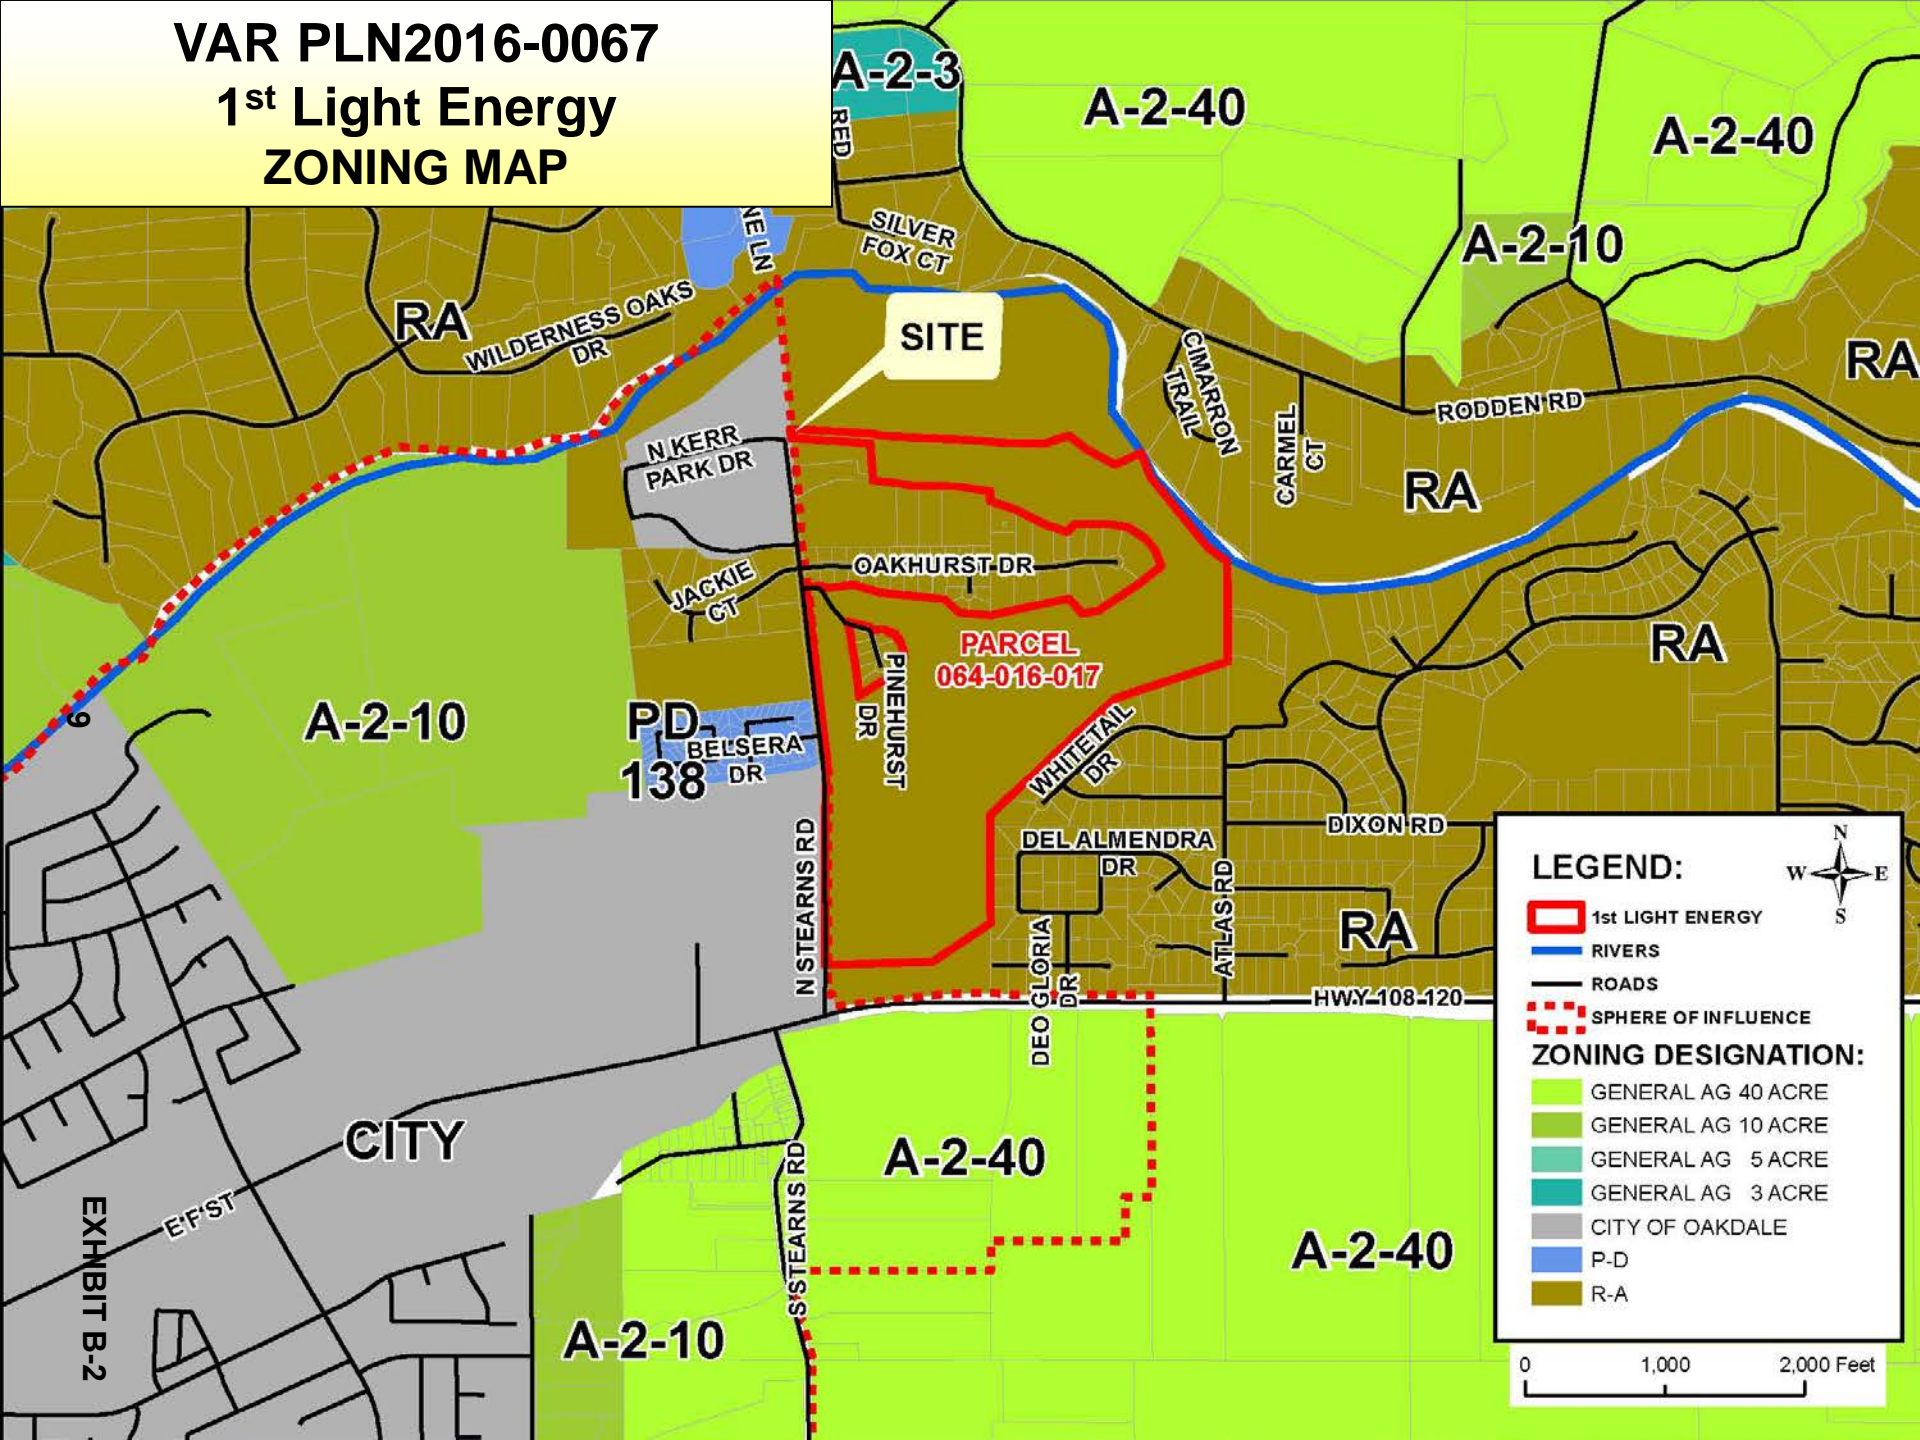 VAR PLN2016-0067
1st Light Energy
ZONING MAP
A-2-3
A-2-40
A-2-40
RED
NE LN
SILVER
FOX CT
A-2-10
RA
WILDERNESS OAKS
DR
SITE
CIMARRON
TRAIL
CARMEL
CT
RODDEN RD
RA
N KERR
PARK DR
RA
JACKIE
CT
OAKHURST DR
PARCEL
064-016-017
RA
PINEHURST
DR
9
A-2-10
PD
138
BELSERA
DR
WHITETAIL
DR
DIXON RD
DEL ALMENDRA
DR
N STEARNS RD
ATLAS RD
RA
DEO GLORIA
DR
HWY 108-120
CITY
E F ST
A-2-40
S STEARNS RD
A-2-40
A-2-10
EXHIBIT B-2
LEGEND:
N
W E
S
1st LIGHT ENERGY
RIVERS
ROADS
SPHERE OF INFLUENCE
ZONING DESIGNATION:
GENERAL AG 40 ACRE
GENERAL AG 10 ACRE
GENERAL AG 5 ACRE
GENERAL AG 3 ACRE
CITY OF OAKDALE
P-D
R-A
0 1,000 2,000 Feet